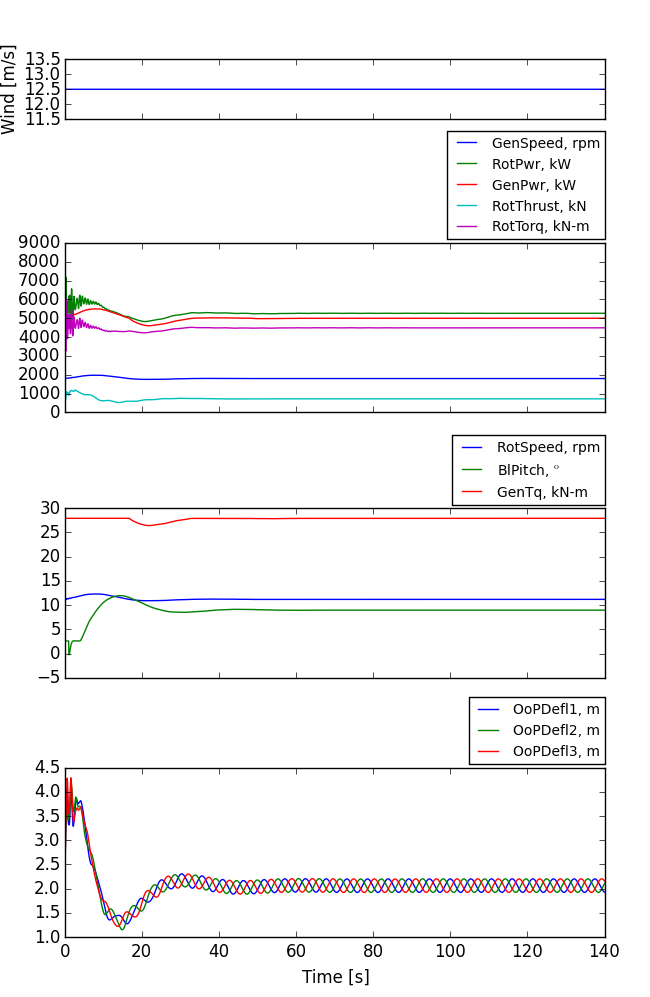 Wind [m/s]
13.5
13.0
12.5
12.0
11.5
GenSpeed, rpm
RotPwr, kW
GenPwr, kW
RotThrust, kN
RotTorq, kN-m
9000
8000
7000
6000
5000
4000
3000
2000
1000
0
RotSpeed, rpm
BlPitch, °
GenTq, kN-m
30
25
20
15
10
5
0
−5
OoPDefl1, m
OoPDefl2, m
OoPDefl3, m
4.5
4.0
3.5
3.0
2.5
2.0
1.5
1.0
0 20 40 60 80 100 120 140
Time [s]